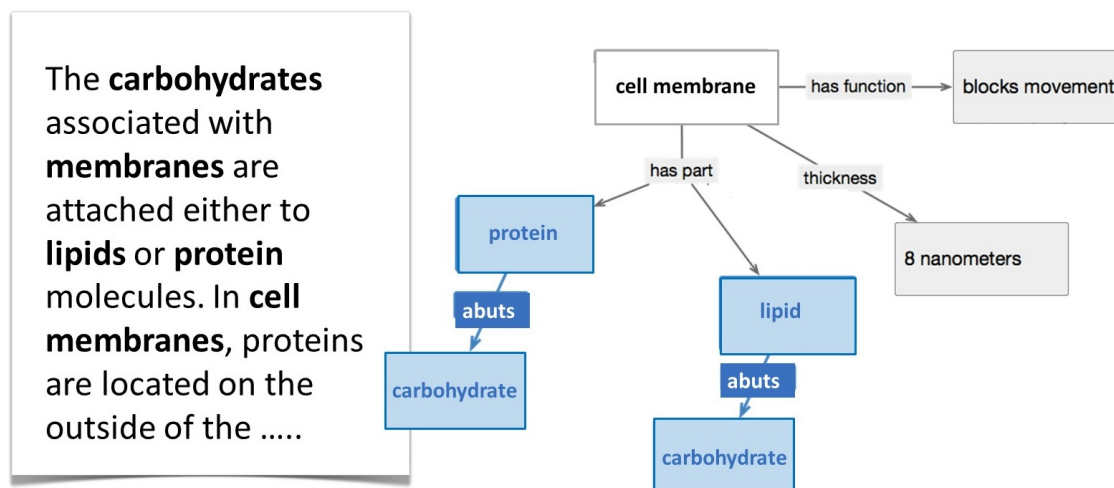 The carbohydrates
associated with
membranes are
attached either to
lipids or protein
molecules. In cell
membranes, proteins
are located on the
outside of the .....
cell membrane
has function
blocks movement
has part
thickness
protein
8 nanometers
abuts
lipid
carbohydrate
abuts
carbohydrate